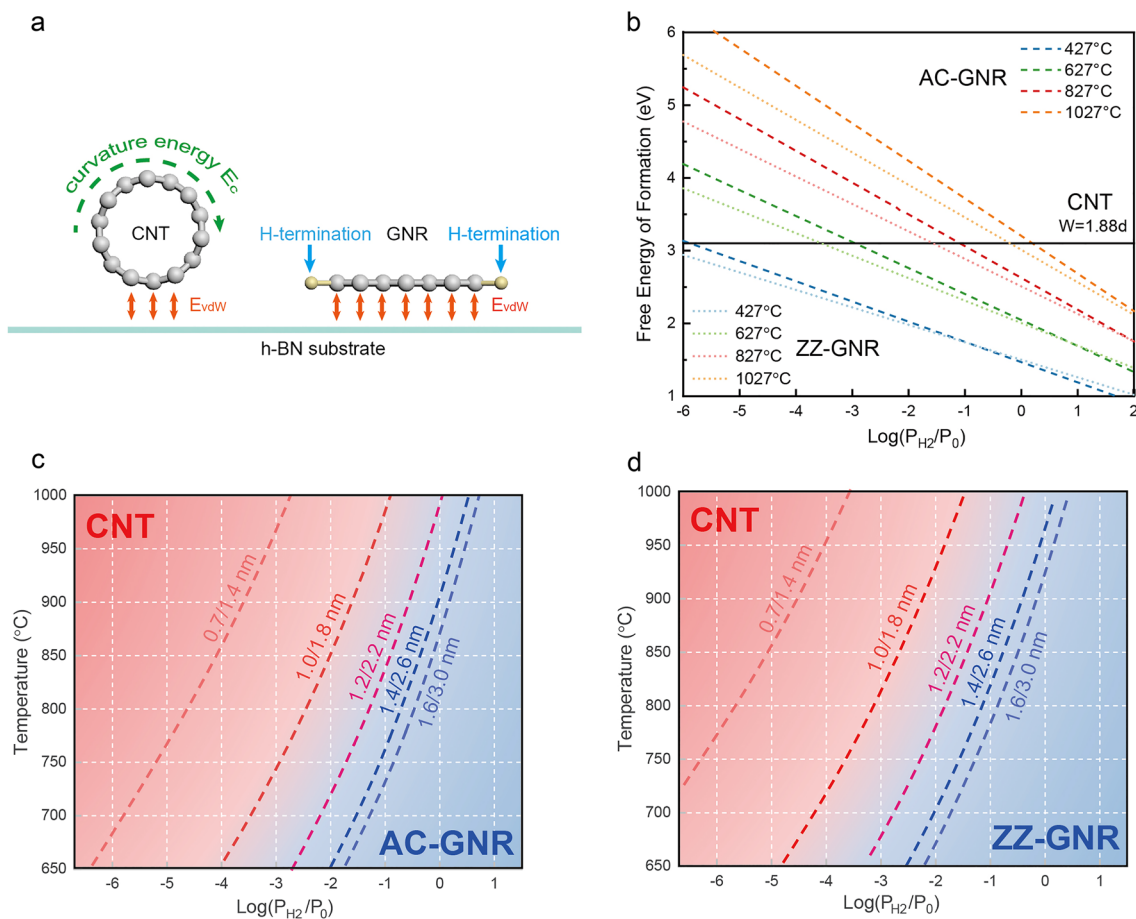 a
curvature energy Ec
CNT
H-termination
GNR
H-termination
EvdW
EvdW
h-BN substrate
b
Free Energy of Formation (eV)
6
5
4
3
2
1
AC-GNR
427°C
627°C
827°C
1027°C
CNT
W=1.88d
427°C
627°C
827°C
1027°C
ZZ-GNR
-6 -5 -4 -3 -2 -1 0 1 2
Log(PH2/P0)
c
Temperature (°C)
1000
950
900
850
800
750
700
650
CNT
0.7/1.4 nm
1.0/1.8 nm
1.2/2.2 nm
1.4/2.6 nm
1.6/3.0 nm
AC-GNR
-6 -5 -4 -3 -2 -1 0 1
Log(PH2/P0)
d
Temperature (°C)
1000
950
900
850
800
750
700
650
CNT
0.7/1.4 nm
1.0/1.8 nm
1.2/2.2 nm
1.4/2.6 nm
1.6/3.0 nm
ZZ-GNR
-6 -5 -4 -3 -2 -1 0 1
Log(PH2/P0)